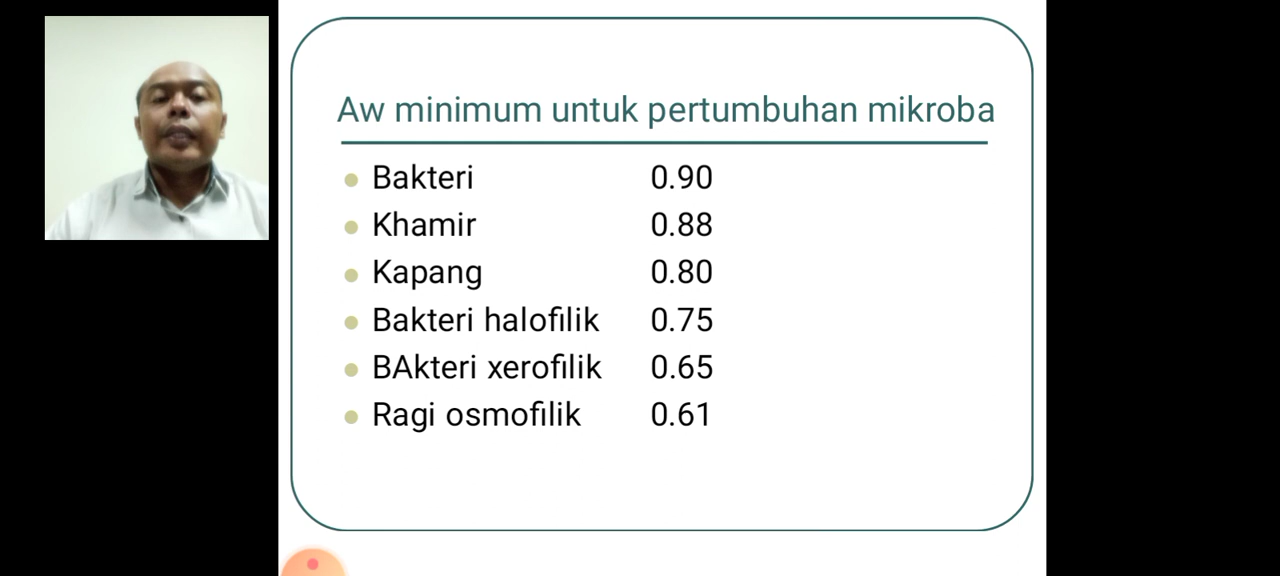 Aw minimum untuk pertumbuhan mikroba
Bakteri 0.90
Khamir 0.88
Kapang 0.80
Bakteri halofilik 0.75
BAkteri xerofilik 0.65
Ragi osmofilik 0.61